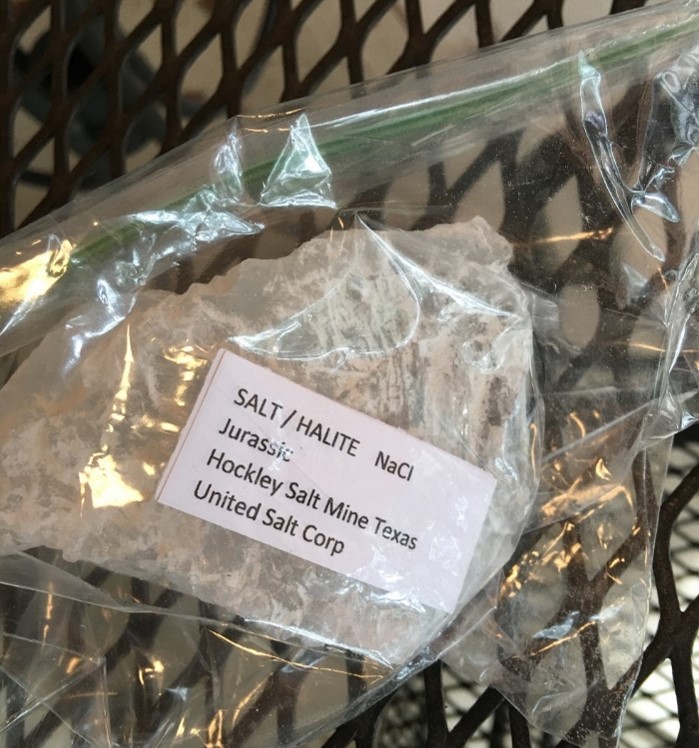 SALT / HALITE NaCl
Jurassic
Hockley Salt Mine Texas
United Salt Corp